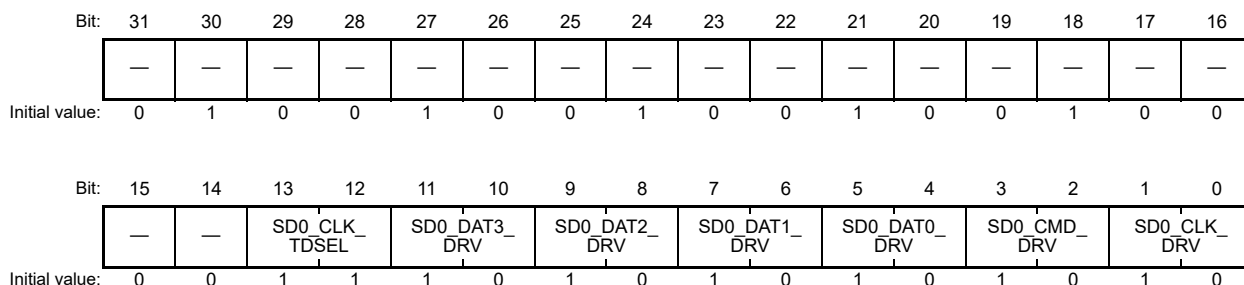 Bit: 31 30 29 28 27 26 25 24 23 22 21 20 19 18 17 16
— — — — — — — — — — — — — — — —
Initial value: 0 1 0 0 1 0 0 1 0 0 1 0 0 1 0 0
Bit: 15 14 13 12 11 10 9 8 7 6 5 4 3 2 1 0
— — SD0_CLK_ SD0_DAT3_ SD0_DAT2_ SD0_DAT1_ SD0_DAT0_ SD0_CMD_ SD0_CLK_
TDSEL DRV DRV DRV DRV DRV DRV
Initial value: 0 0 1 1 1 0 1 0 1 0 1 0 1 0 1 0